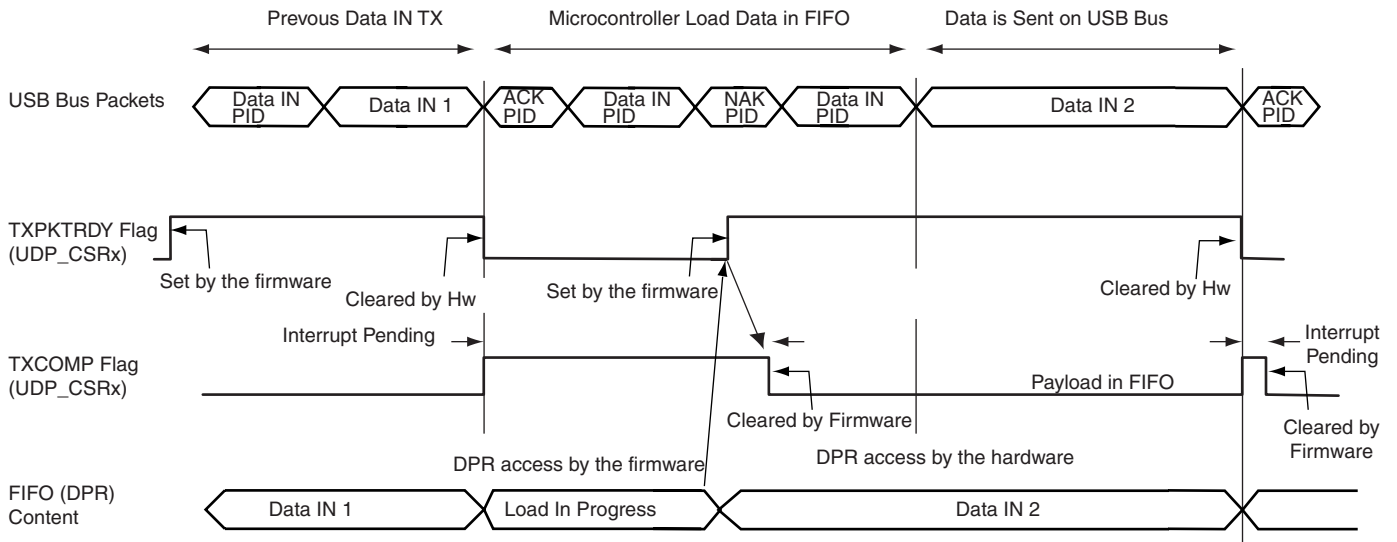 Prevous Data IN TX
Microcontroller Load Data in FIFO
Data is Sent on USB Bus
USB Bus Packets
Data IN
PID
Data IN 1
ACK
PID
Data IN
PID
NAK
PID
Data IN
PID
Data IN 2
ACK
PID
TXPKTRDY Flag
(UDP_CSRx)
Set by the firmware
Cleared by Hw
Set by the firmware
Cleared by Hw
Interrupt Pending
Interrupt
Pending
TXCOMP Flag
(UDP_CSRx)
Payload in FIFO
Cleared by Firmware
Cleared by
Firmware
DPR access by the firmware
DPR access by the hardware
FIFO (DPR)
Content
Data IN 1
Load In Progress
Data IN 2